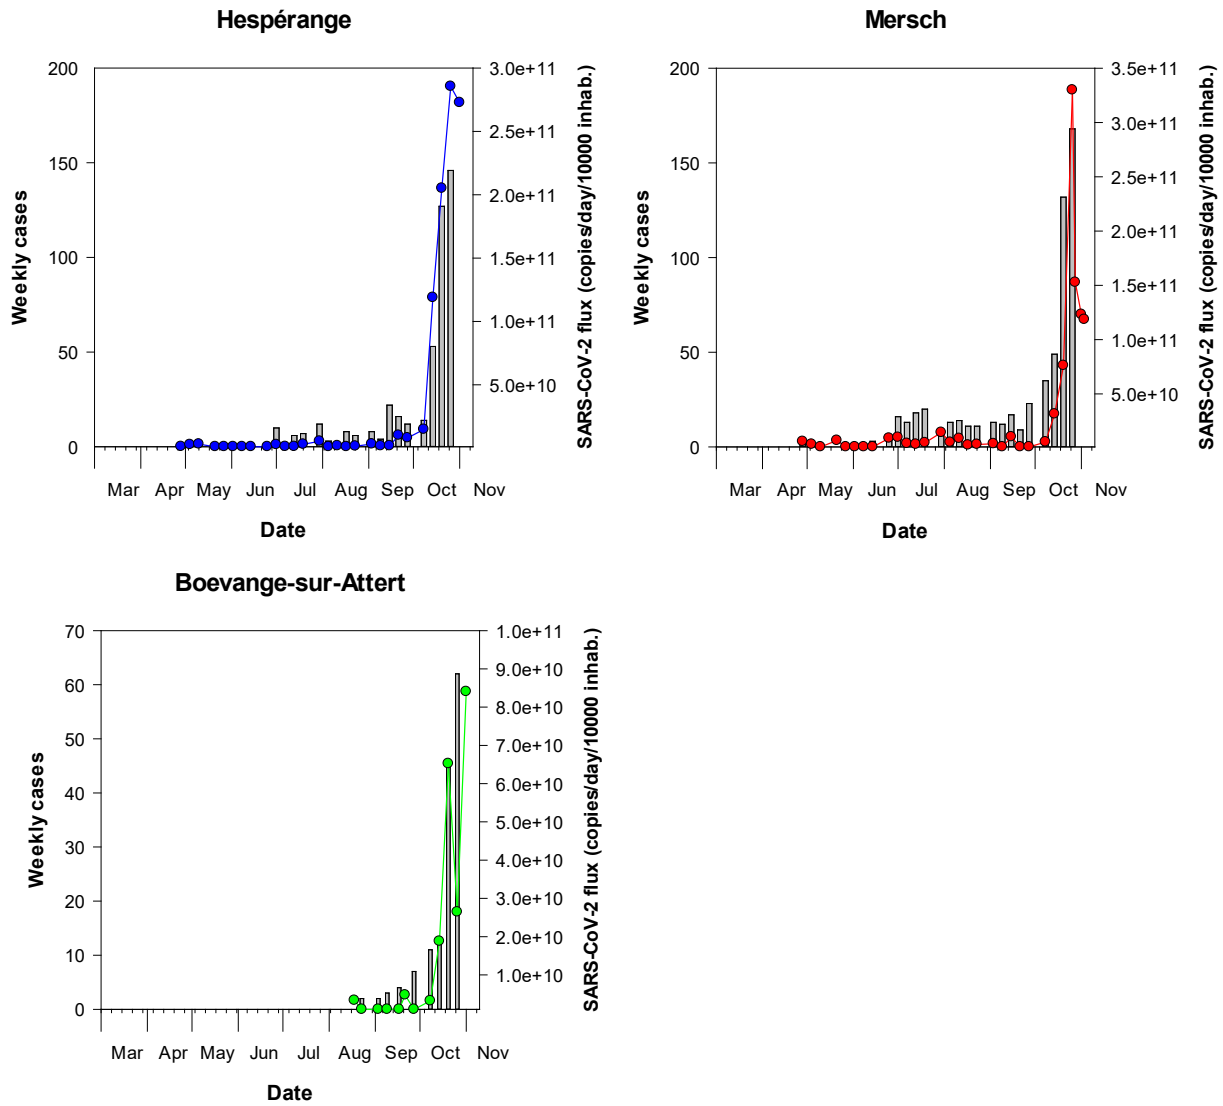 Hespérange
200
150
100
50
0
Weekly cases
3.0e+11
2.5e+11
2.0e+11
1.5e+11
1.0e+11
5.0e+10
SARS-CoV-2 flux (copies/day/10000 inhab.)
Mar Apr May Jun Jul Aug Sep Oct Nov
Date
Mersch
200
150
100
50
0
Weekly cases
3.5e+11
3.0e+11
2.5e+11
2.0e+11
1.5e+11
1.0e+11
5.0e+10
SARS-CoV-2 flux (copies/day/10000 inhab.)
Mar Apr May Jun Jul Aug Sep Oct Nov
Date
Boevange-sur-Attert
70
60
50
40
30
20
10
0
Weekly cases
1.0e+11
9.0e+10
8.0e+10
7.0e+10
6.0e+10
5.0e+10
4.0e+10
3.0e+10
2.0e+10
1.0e+10
SARS-CoV-2 flux (copies/day/10000 inhab.)
Mar Apr May Jun Jul Aug Sep Oct Nov
Date